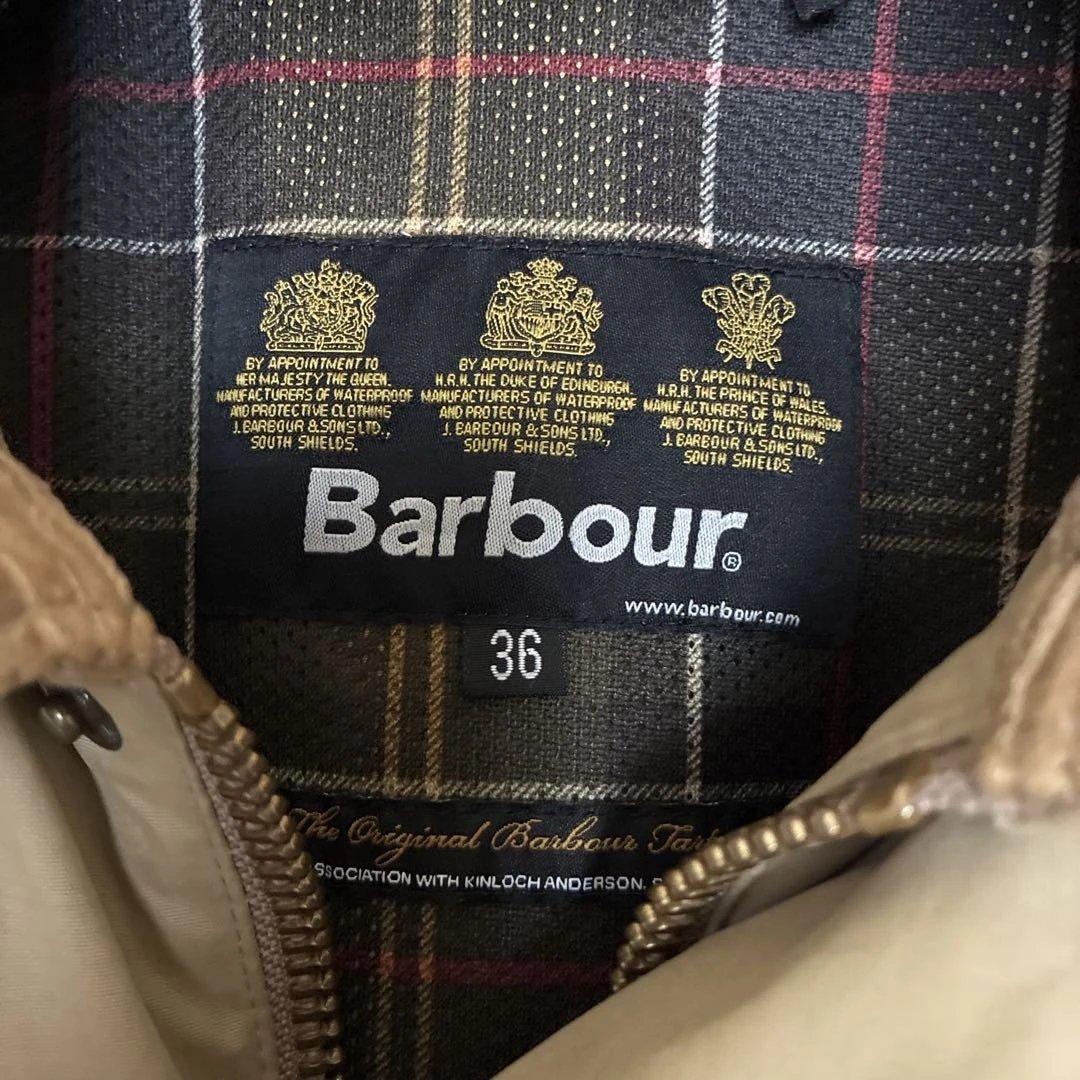 BY APPOINTMENT TO
HER MAJESTY THE QUEEN.
MANUFACTURERS OF WATERPROOF
AND PROTECTIVE CLOTHING
J. BARBOUR & SONS LTD.,
SOUTH SHIELDS.
BY APPOINTMENT TO
H.R.H. THE DUKE OF EDINBURGH.
MANUFACTURERS OF WATERPROOF
AND PROTECTIVE CLOTHING
J. BARBOUR & SONS LTD.,
SOUTH SHIELDS.
BY APPOINTMENT TO
H.R.H. THE PRINCE OF WALES.
MANUFACTURERS OF WATERPROOF
AND PROTECTIVE CLOTHING
J. BARBOUR & SONS LTD.,
SOUTH SHIELDS.
Barbour®
www.barbour.com
36
The Original Barbour
WITH KINLOCH ANDERSON,